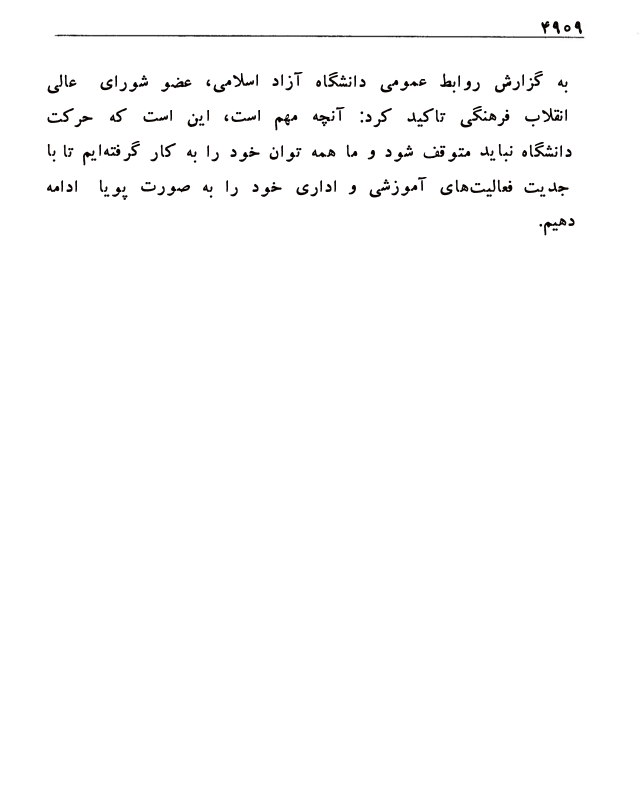 ۴۹۰۹
به گزارش روابط عمومی دانشگاه آزاد اسلامی، عضو شورای عالی
انقلاب فرهنگی تاکید کرد: آنچه مهم است، این است که حرکت
دانشگاه نباید متوقف شود و ما همه توان خود را به کار گرفته‌ایم تا با
جدیت فعالیت‌های آموزشی و اداری خود را به صورت پویا ادامه
دهیم.